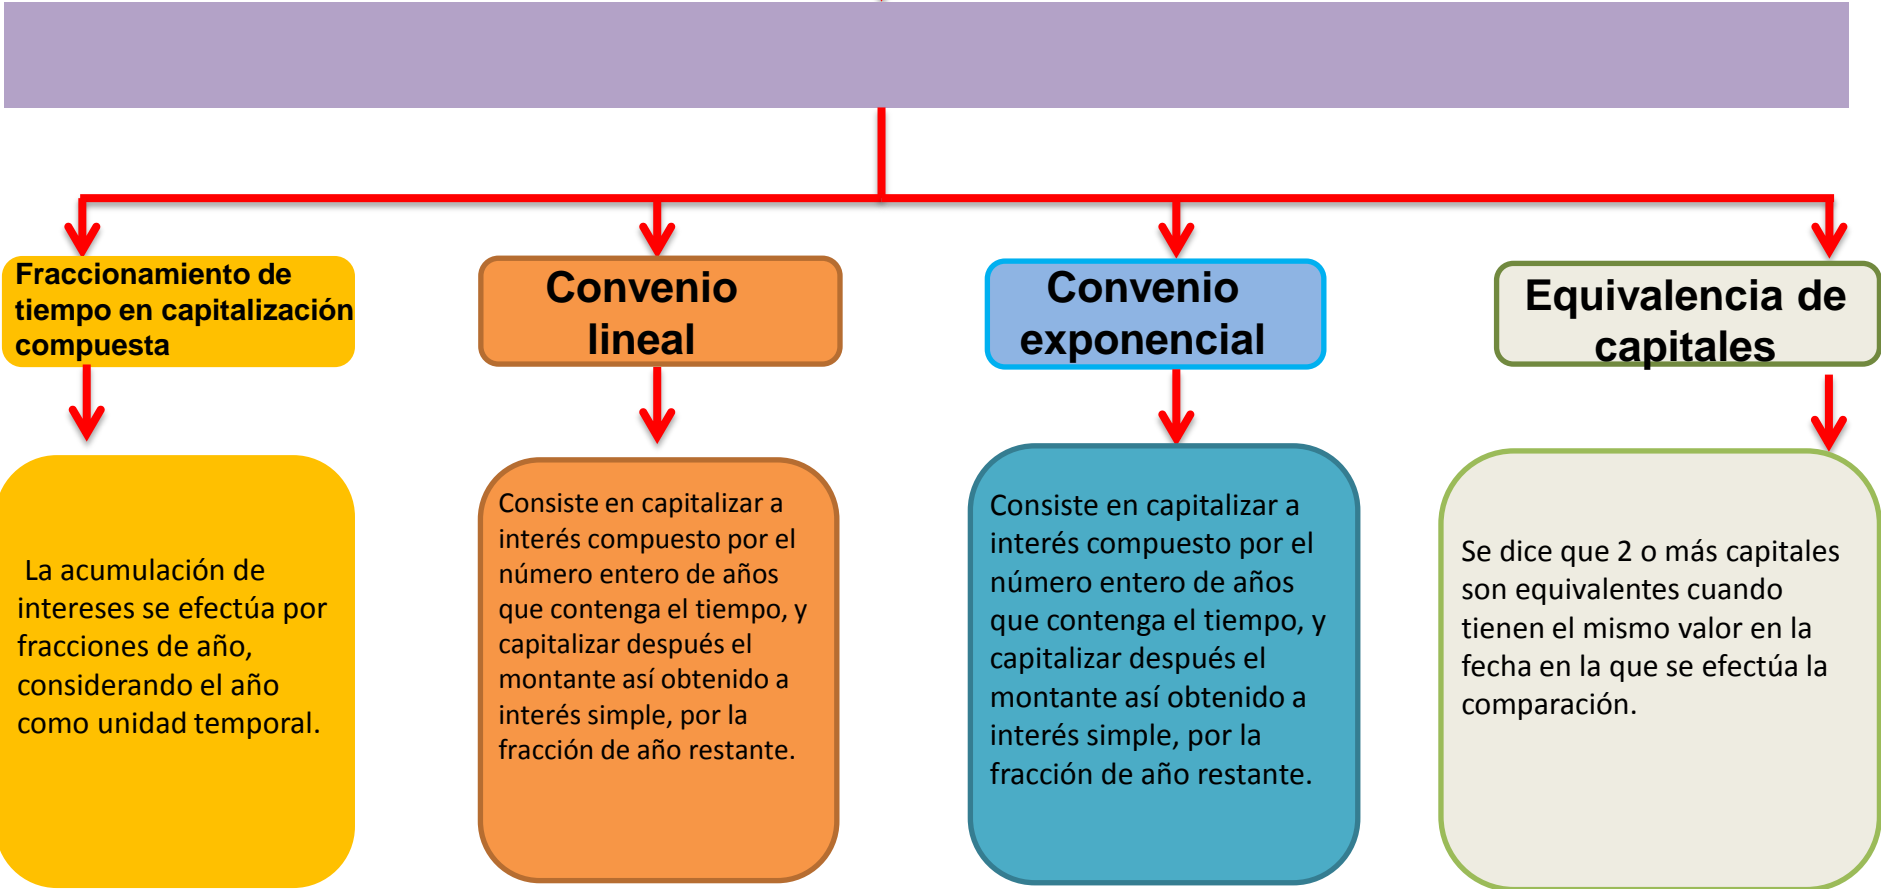 Fraccionamiento de
tiempo en capitalización
compuesta
Convenio
lineal
Convenio
exponencial
Equivalencia de
capitales
La acumulación de
intereses se efectúa por
fracciones de año,
considerando el año
como unidad temporal.
Consiste en capitalizar a
interés compuesto por el
número entero de años
que contenga el tiempo, y
capitalizar después el
montante así obtenido a
interés simple, por la
fracción de año restante.
Consiste en capitalizar a
interés compuesto por el
número entero de años
que contenga el tiempo, y
capitalizar después el
montante así obtenido a
interés simple, por la
fracción de año restante.
Se dice que 2 o más capitales
son equivalentes cuando
tienen el mismo valor en la
fecha en la que se efectúa la
comparación.